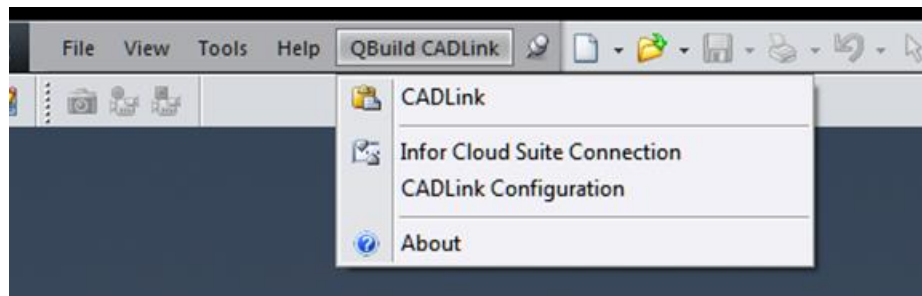 File View Tools Help QBuild CADLink
CADLink
Infor Cloud Suite Connection
CADLink Configuration
About